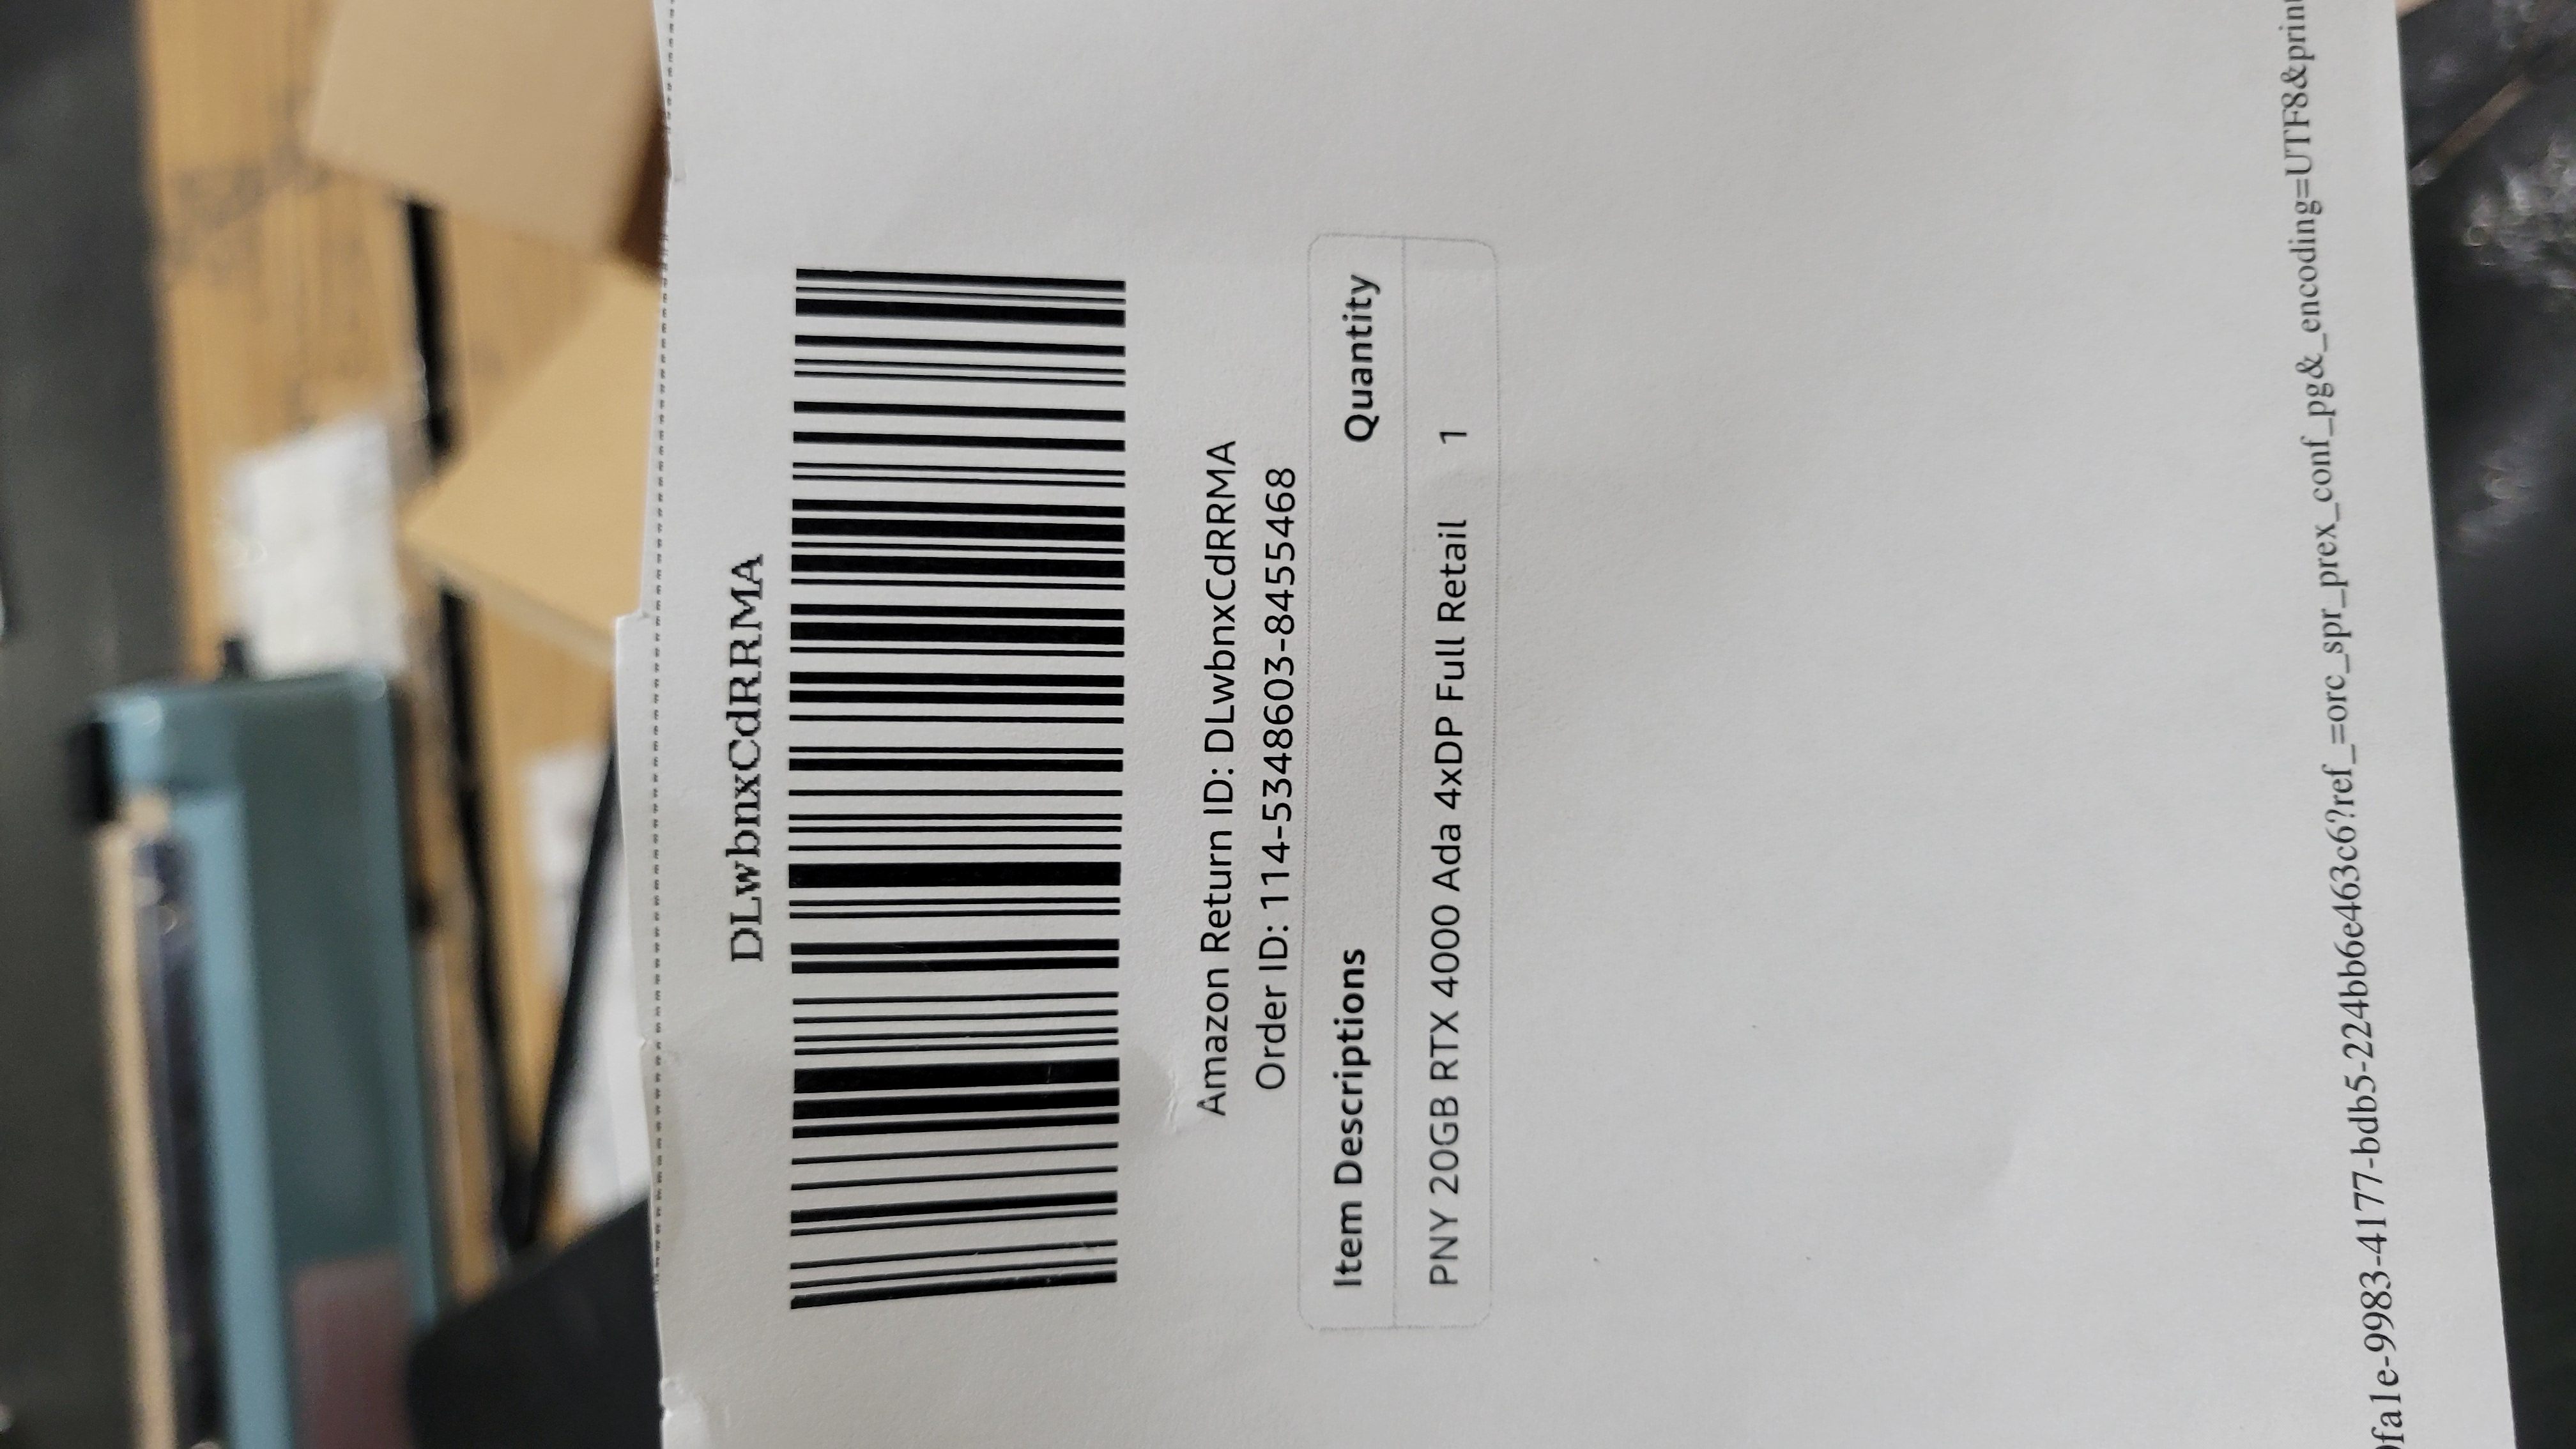 DLwbnxCdRRMA
Amazon Return ID: DLwbnxCdRRMA
Order ID: 114-5348603-8455468
Item Descriptions Quantity
PNY 20GB RTX 4000 Ada 4xDP Full Retail 1
fa1e-9983-4177-bdb5-224bb6e463c6?ref_=orc_spr_prex_conf_pg&_encoding=UTF8&prin